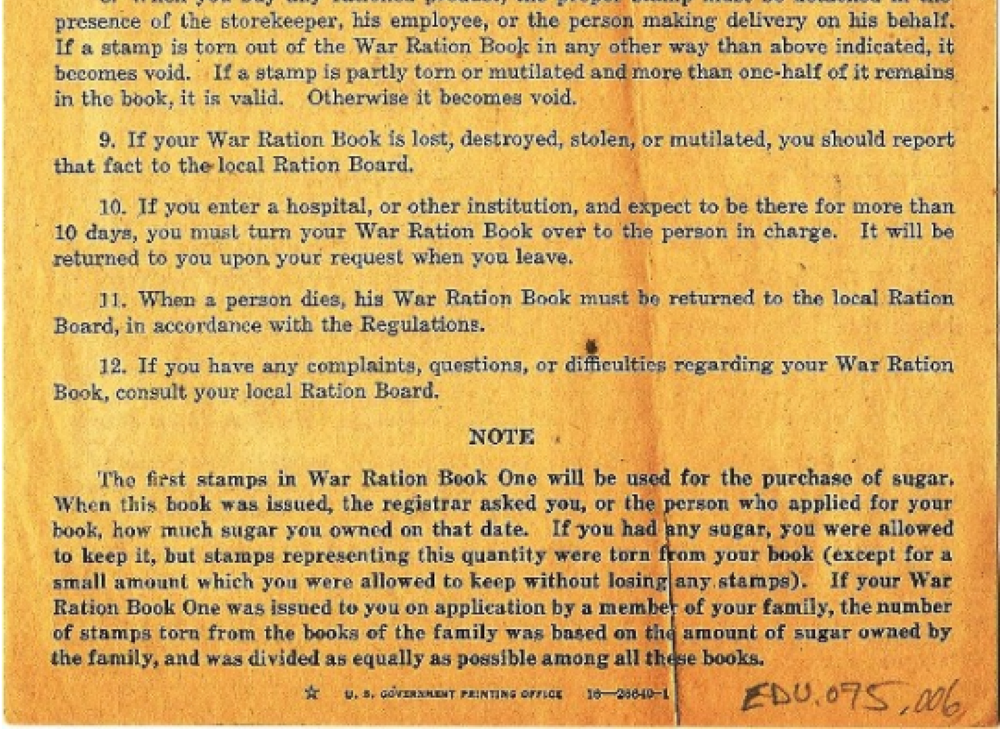 8. When you buy any rationed product, the proper stamp must be detached in the
presence of the storekeeper, his employee, or the person making delivery on his behalf.
If a stamp is torn out of the War Ration Book in any other way than above indicated, it
becomes void. If a stamp is partly torn or mutilated and more than one-half of it remains
in the book, it is valid. Otherwise it becomes void.
9. If your War Ration Book is lost, destroyed, stolen, or mutilated, you should report
that fact to the local Ration Board.
10. If you enter a hospital, or other institution, and expect to be there for more than
10 days, you must turn your War Ration Book over to the person in charge. It will be
returned to you upon your request when you leave.
11. When a person dies, his War Ration Book must be returned to the local Ration
Board, in accordance with the Regulations.
12. If you have any complaints, questions, or difficulties regarding your War Ration
Book, consult your local Ration Board.
NOTE
The first stamps in War Ration Book One will be used for the purchase of sugar.
When this book was issued, the registrar asked you, or the person who applied for your
book, how much sugar you owned on that date. If you had any sugar, you were allowed
to keep it, but stamps representing this quantity were torn from your book (except for a
small amount which you were allowed to keep without losing any stamps). If your War
Ration Book One was issued to you on application by a member of your family, the number
of stamps torn from the books of the family was based on the amount of sugar owned by
the family, and was divided as equally as possible among all these books.
☆ U. S. GOVERNMENT PRINTING OFFICE 16—26640-1
EDU.075,006